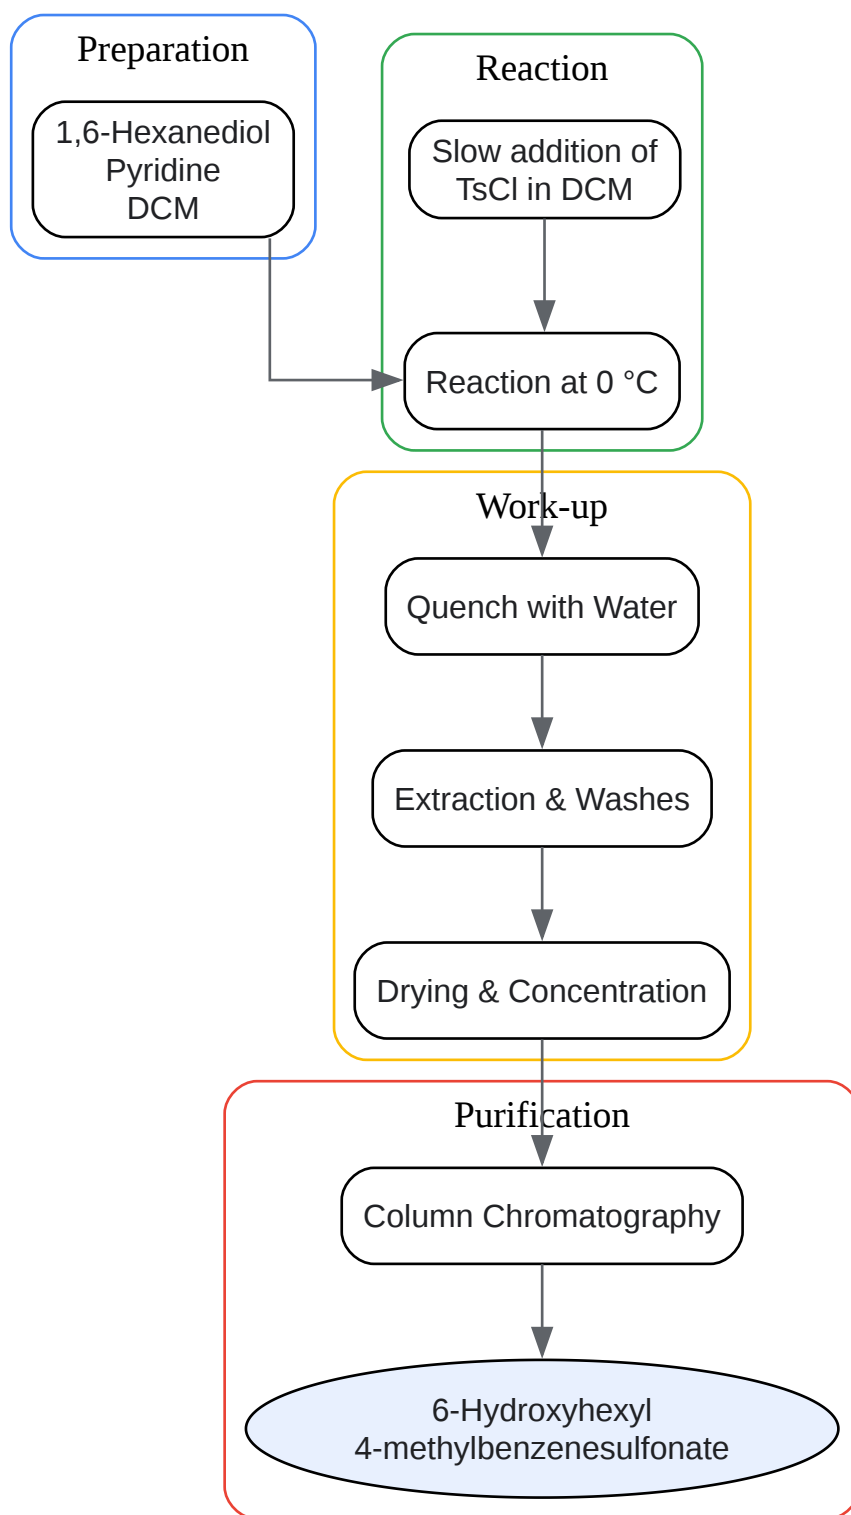 Preparation
1,6-Hexanediol
Pyridine
DCM
Reaction
Slow addition of
TsCl in DCM
Reaction at 0 °C
Work-up
Quench with Water
Extraction & Washes
Drying & Concentration
Purification
Column Chromatography
6-Hydroxyhexyl
4-methylbenzenesulfonate